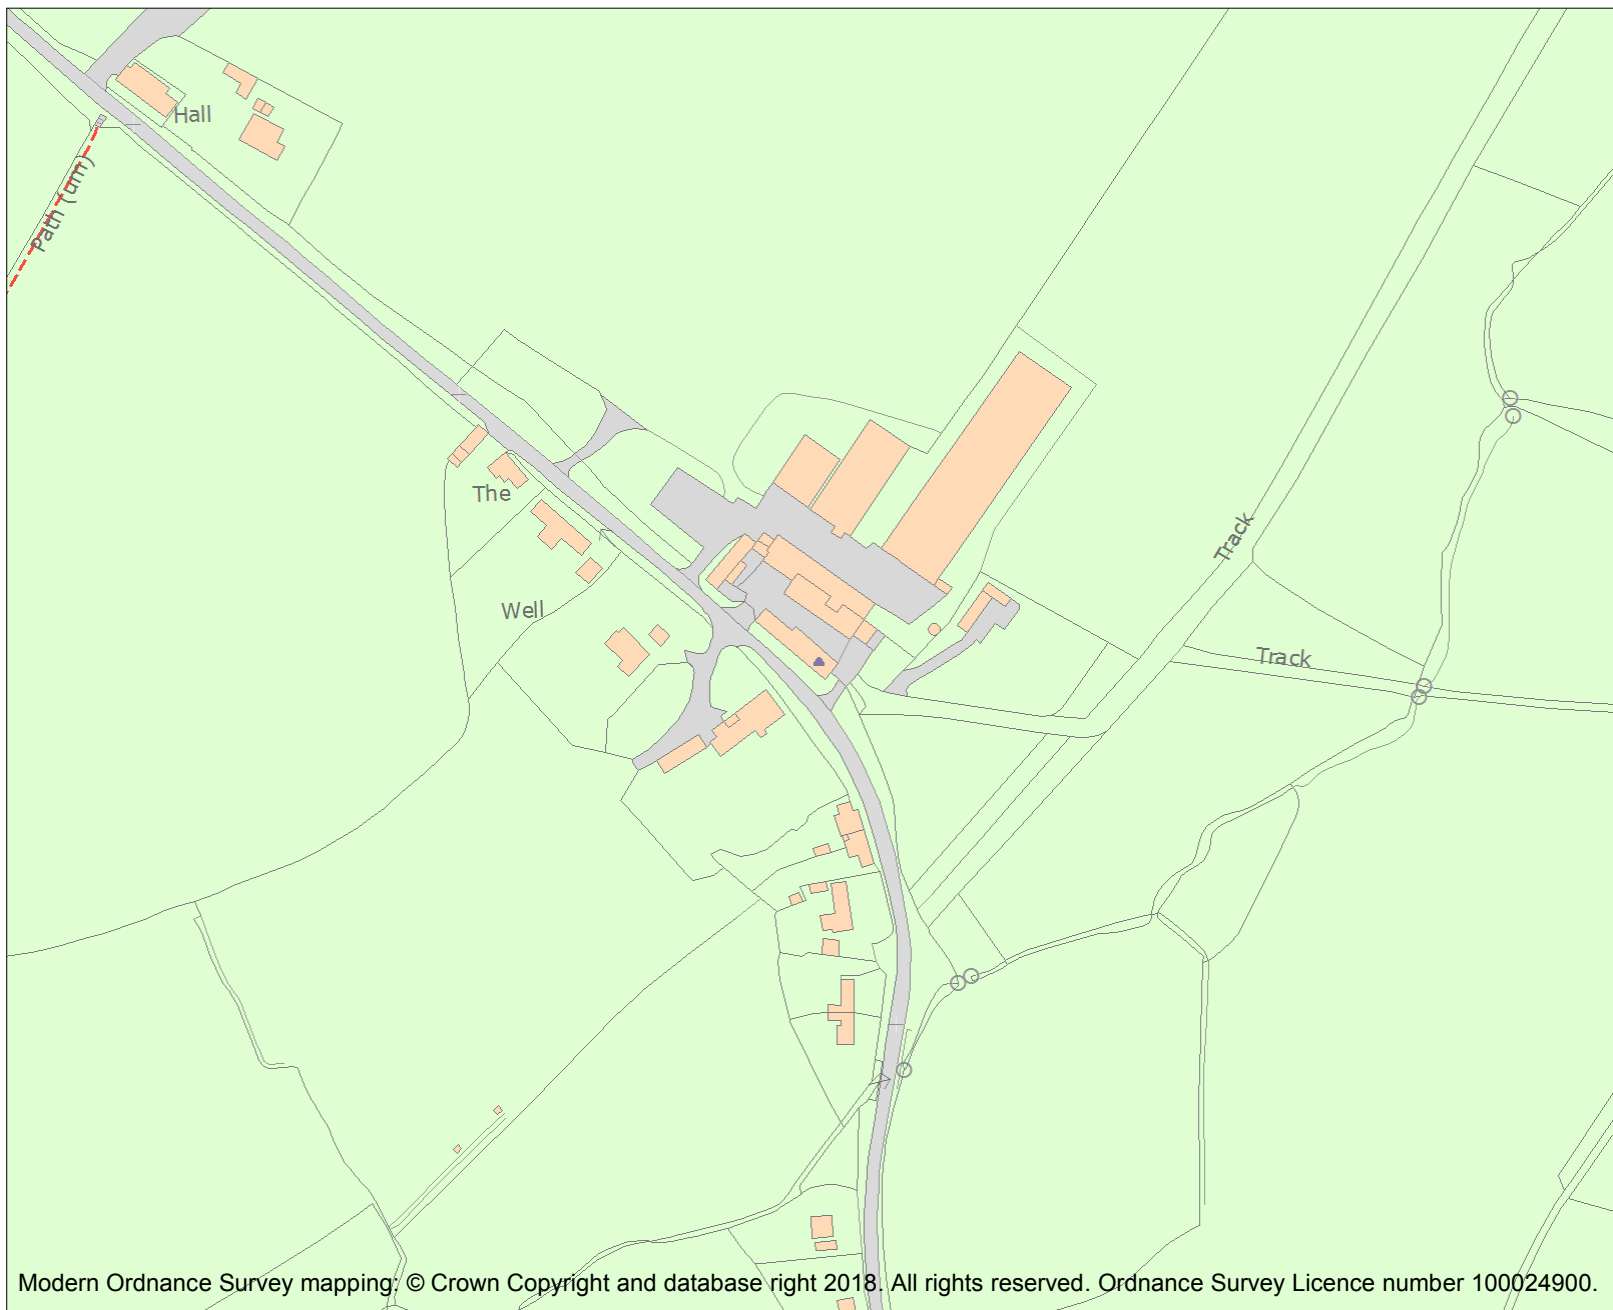 Hall
Path (um)
The
Track
Well
Track
Modern Ordnance Survey mapping: © Crown Copyright and database right 2018. All rights reserved. Ordnance Survey Licence number 100024900.